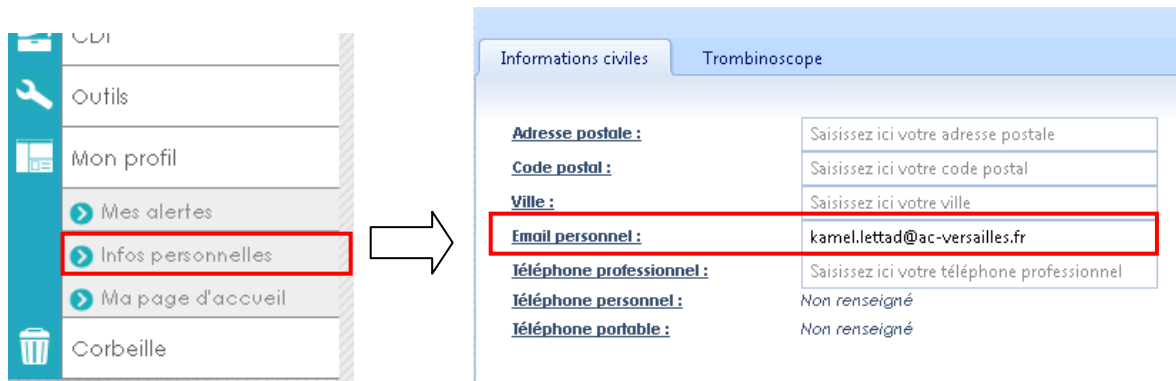 CDI
Outils
Mon profil
Mes alertes
Infos personnelles
Ma page d'accueil
Corbeille
Informations civiles Trombinoscope
Adresse postale : Saisissez ici votre adresse postale
Code postal : Saisissez ici votre code postal
Ville : Saisissez ici votre ville
Email personnel : kamel.lettad@ac-versailles.fr
Téléphone professionnel : Saisissez ici votre téléphone professionnel
Téléphone personnel : Non renseigné
Téléphone portable : Non renseigné